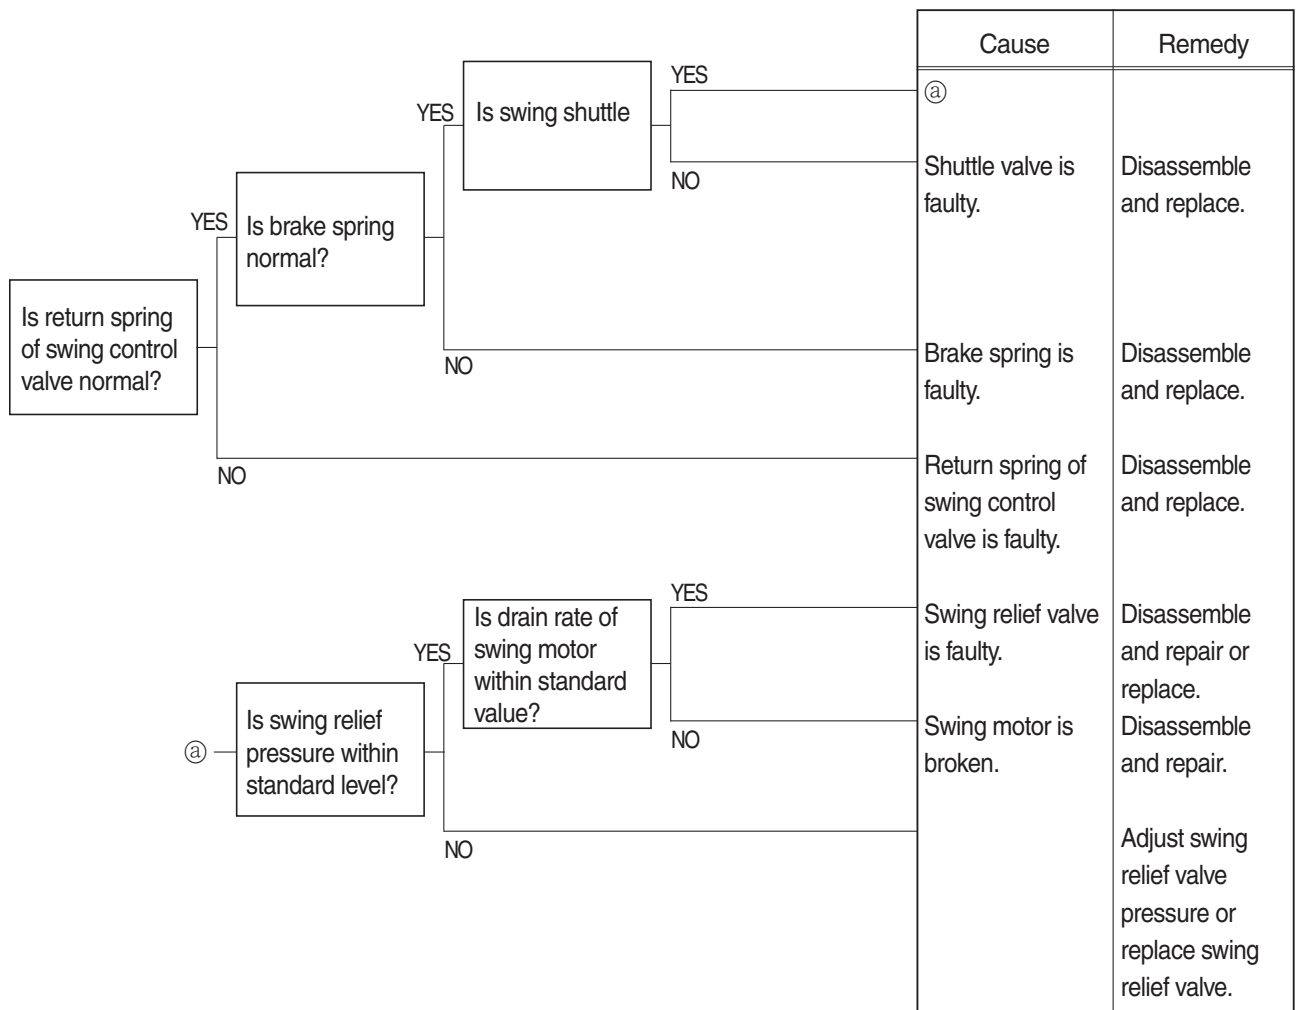 Cause
Remedy
YES
ⓐ
YES
Is swing shuttle
NO
Shuttle valve is
faulty.
Disassemble
and replace.
YES
Is brake spring
normal?
Is return spring
of swing control
valve normal?
NO
Brake spring is
faulty.
Disassemble
and replace.
NO
Return spring of
swing control
valve is faulty.
Disassemble
and replace.
YES
Is drain rate of
swing motor
within standard
value?
YES
Swing relief valve
is faulty.
Disassemble
and repair or
replace.
ⓐ
Is swing relief
pressure within
standard level?
NO
Swing motor is
broken.
Disassemble
and repair.
NO
Adjust swing
relief valve
pressure or
replace swing
relief valve.